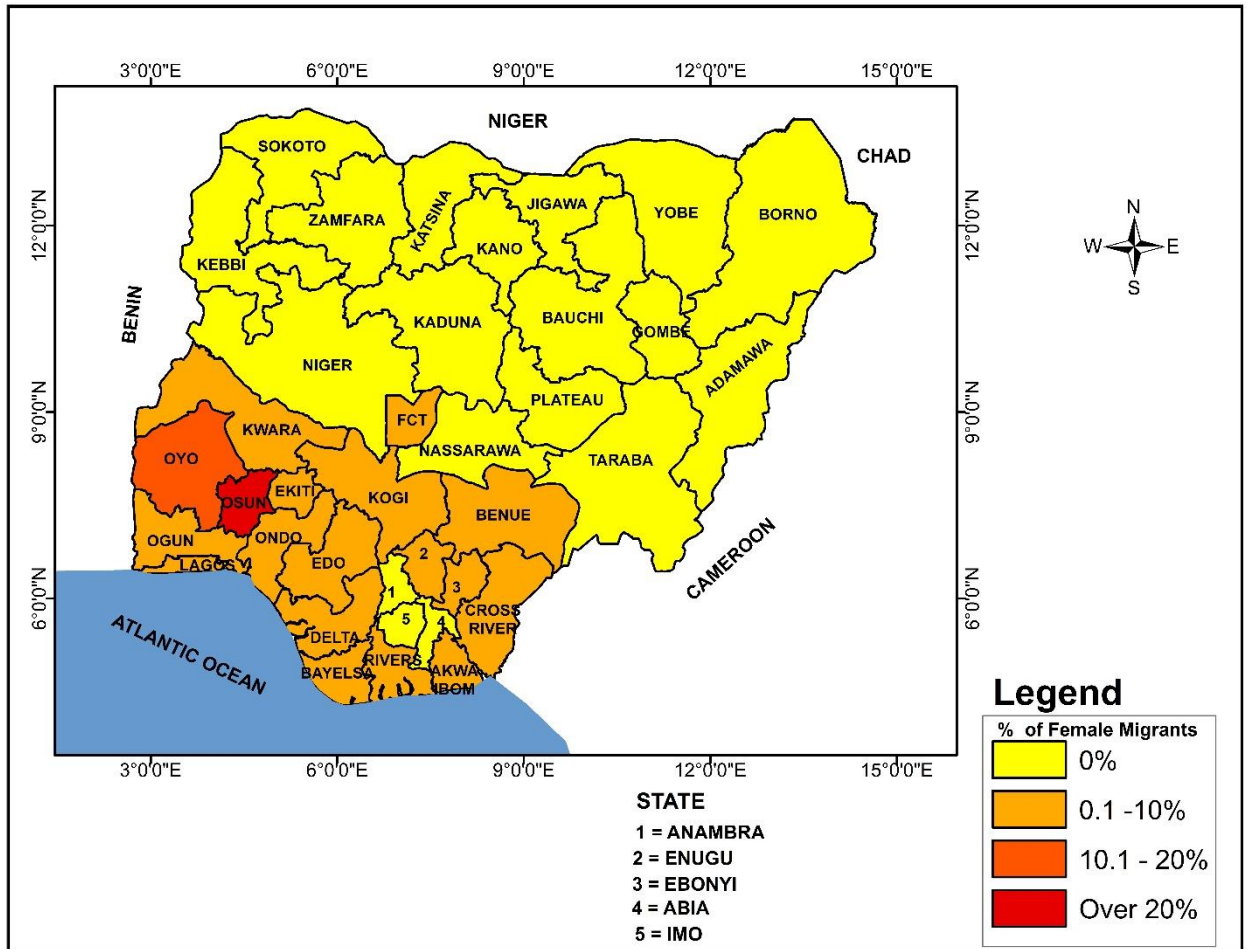 3°0'0"E 6°0'0"E 9°0'0"E 12°0'0"E 15°0'0"E
NIGER
CHAD
SOKOTO
ZAMFARA
KATSINA
JIGAWA
YOBE
BORNO
KANO
KEBBI
12°0'0"N
12°0'0"N
N
W E
S
BENIN
KADUNA
BAUCHI
GOMBE
ADAMAWA
NIGER
PLATEAU
9°0'0"N
9°0'0"N
FCT
KWARA
NASSARAWA
TARABA
OYO
OSUN
EKITI
KOGI
BENUE
CAMEROON
OGUN
ONDO
LAGOS
EDO
2
1
3
6°0'0"N
6°0'0"N
5
4
CROSS
RIVER
ATLANTIC OCEAN
DELTA
BAYELSA
RIVERS
AKWA
IBOM
3°0'0"E 6°0'0"E 9°0'0"E 12°0'0"E 15°0'0"E
STATE
1 = ANAMBRA
2 = ENUGU
3 = EBONYI
4 = ABIA
5 = IMO
Legend
% of Female Migrants
0%
0.1 -10%
10.1 - 20%
Over 20%